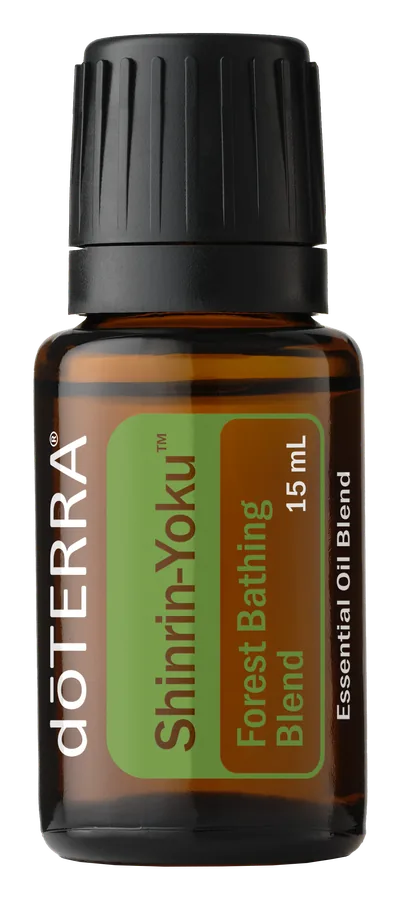 dōTERRA®
Shinrin-Yoku™
Forest Bathing
Blend
15 mL
Essential Oil Blend